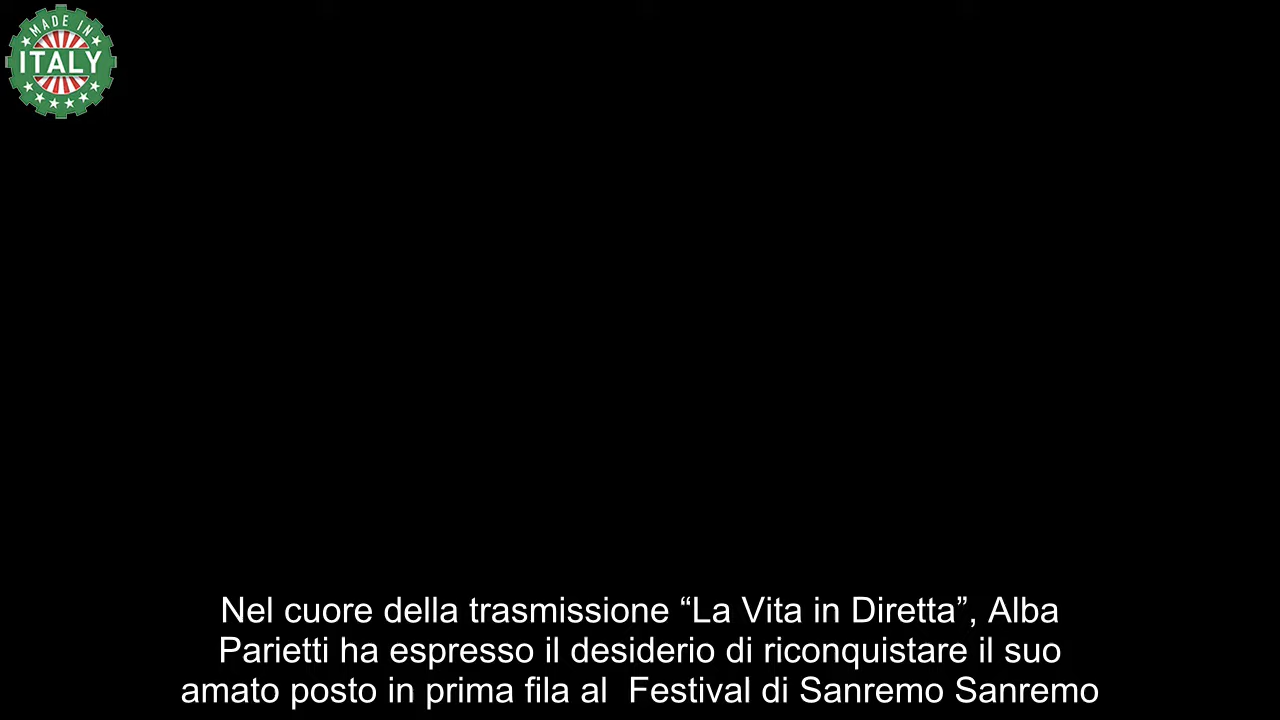 MADE IN
ITALY
Nel cuore della trasmissione “La Vita in Diretta”, Alba
Parietti ha espresso il desiderio di riconquistare il suo
amato posto in prima fila al  Festival di Sanremo Sanremo